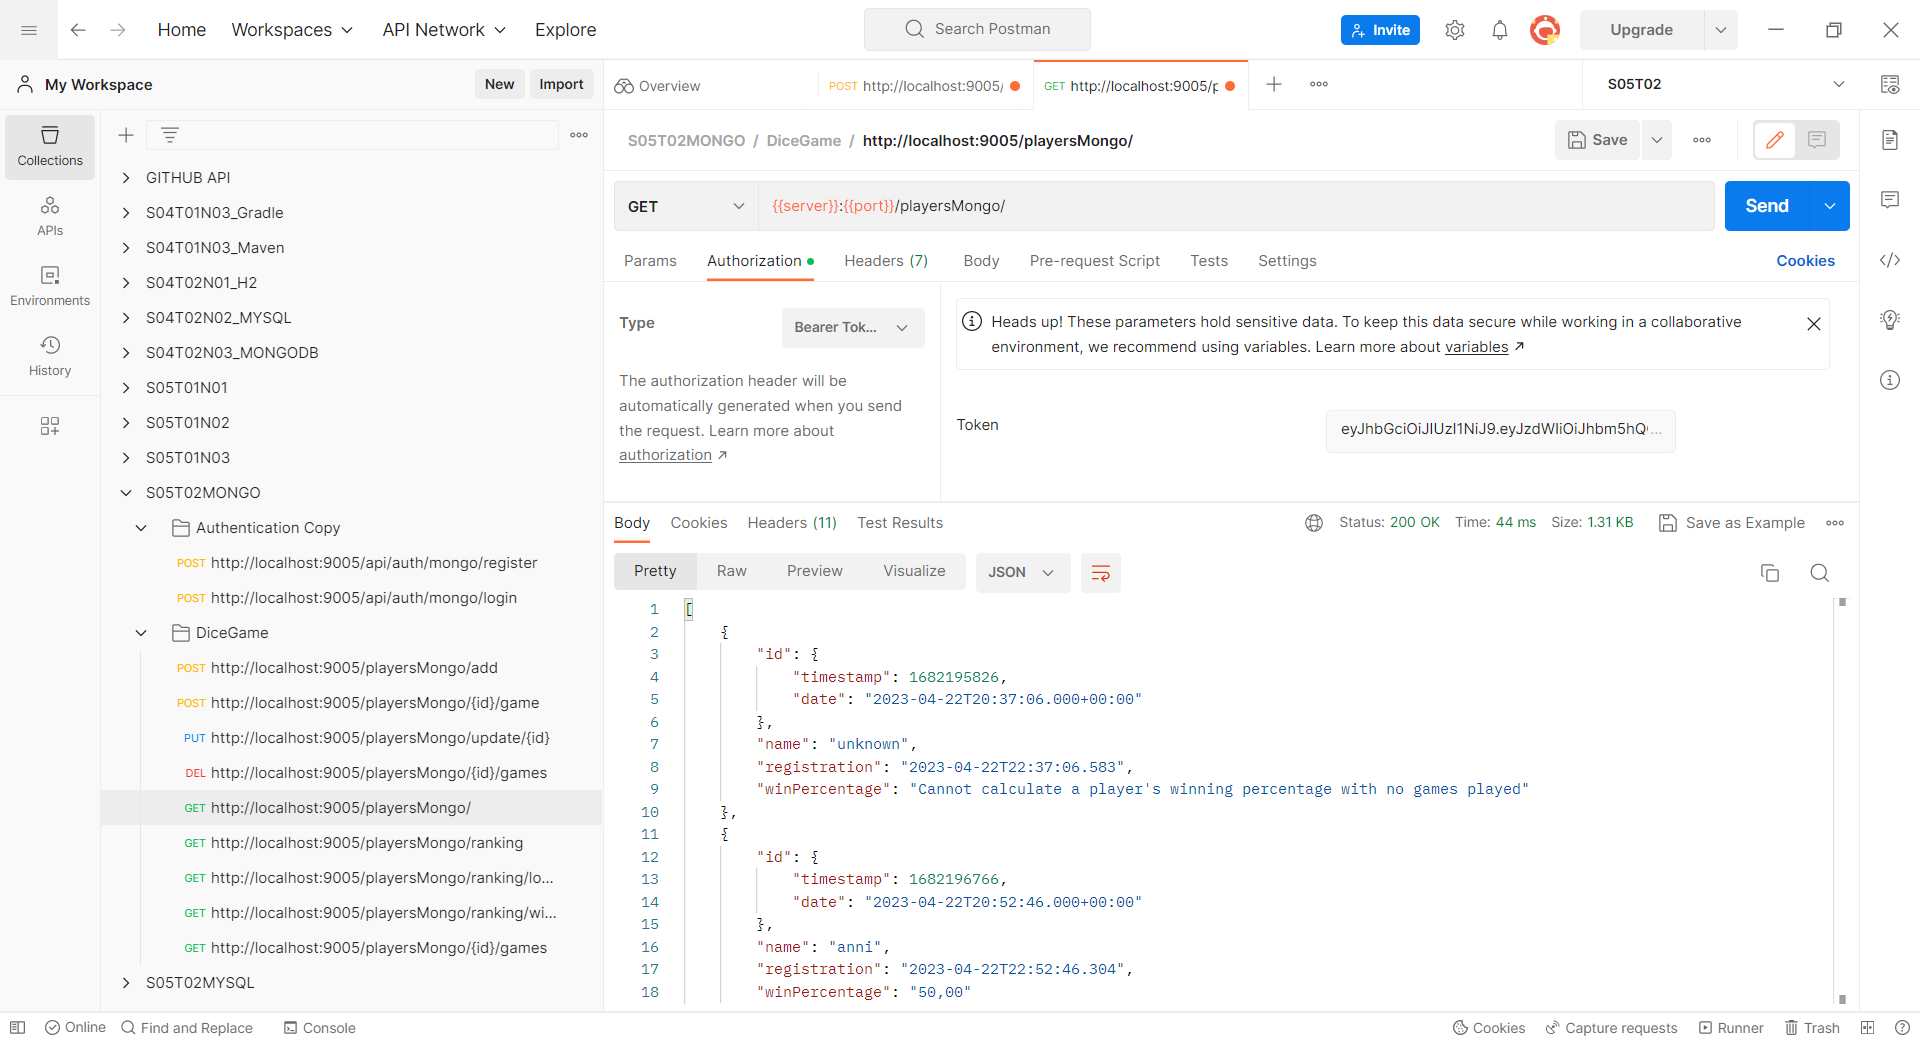 Home Workspaces API Network Explore Search Postman Invite Upgrade
My Workspace New Import
Overview POST http://localhost:9005/ GET http://localhost:9005/p S05T02
Collections
APIs
Environments
History
GITHUB API
S04T01N03_Gradle
S04T01N03_Maven
S04T02N01_H2
S04T02N02_MYSQL
S04T02N03_MONGODB
S05T01N01
S05T01N02
S05T01N03
S05T02MONGO
Authentication Copy
POST http://localhost:9005/api/auth/mongo/register
POST http://localhost:9005/api/auth/mongo/login
DiceGame
POST http://localhost:9005/playersMongo/add
POST http://localhost:9005/playersMongo/{id}/game
PUT http://localhost:9005/playersMongo/update/{id}
DEL http://localhost:9005/playersMongo/{id}/games
GET http://localhost:9005/playersMongo/
GET http://localhost:9005/playersMongo/ranking
GET http://localhost:9005/playersMongo/ranking/lo...
GET http://localhost:9005/playersMongo/ranking/wi...
GET http://localhost:9005/playersMongo/{id}/games
S05T02MYSQL
S05T02MONGO / DiceGame / http://localhost:9005/playersMongo/
Save
GET {{server}}:{{port}}/playersMongo/ Send
Params Authorization Headers (7) Body Pre-request Script Tests Settings Cookies
Type Bearer Tok...
The authorization header will be
automatically generated when you send
the request. Learn more about
authorization ↗
Heads up! These parameters hold sensitive data. To keep this data secure while working in a collaborative
environment, we recommend using variables. Learn more about variables ↗
Token eyJhbGciOiJIUzI1NiJ9.eyJzdWIiOiJhbm5hQ...
Body Cookies Headers (11) Test Results Status: 200 OK Time: 44 ms Size: 1.31 KB Save as Example
Pretty Raw Preview Visualize JSON
1 [
2 {
3 "id": {
4 "timestamp": 1682195826,
5 "date": "2023-04-22T20:37:06.000+00:00"
6 },
7 "name": "unknown",
8 "registration": "2023-04-22T22:37:06.583",
9 "winPercentage": "Cannot calculate a player's winning percentage with no games played"
10 },
11 {
12 "id": {
13 "timestamp": 1682196766,
14 "date": "2023-04-22T20:52:46.000+00:00"
15 },
16 "name": "anni",
17 "registration": "2023-04-22T22:52:46.304",
18 "winPercentage": "50,00"
Online Find and Replace Console Cookies Capture requests Runner Trash